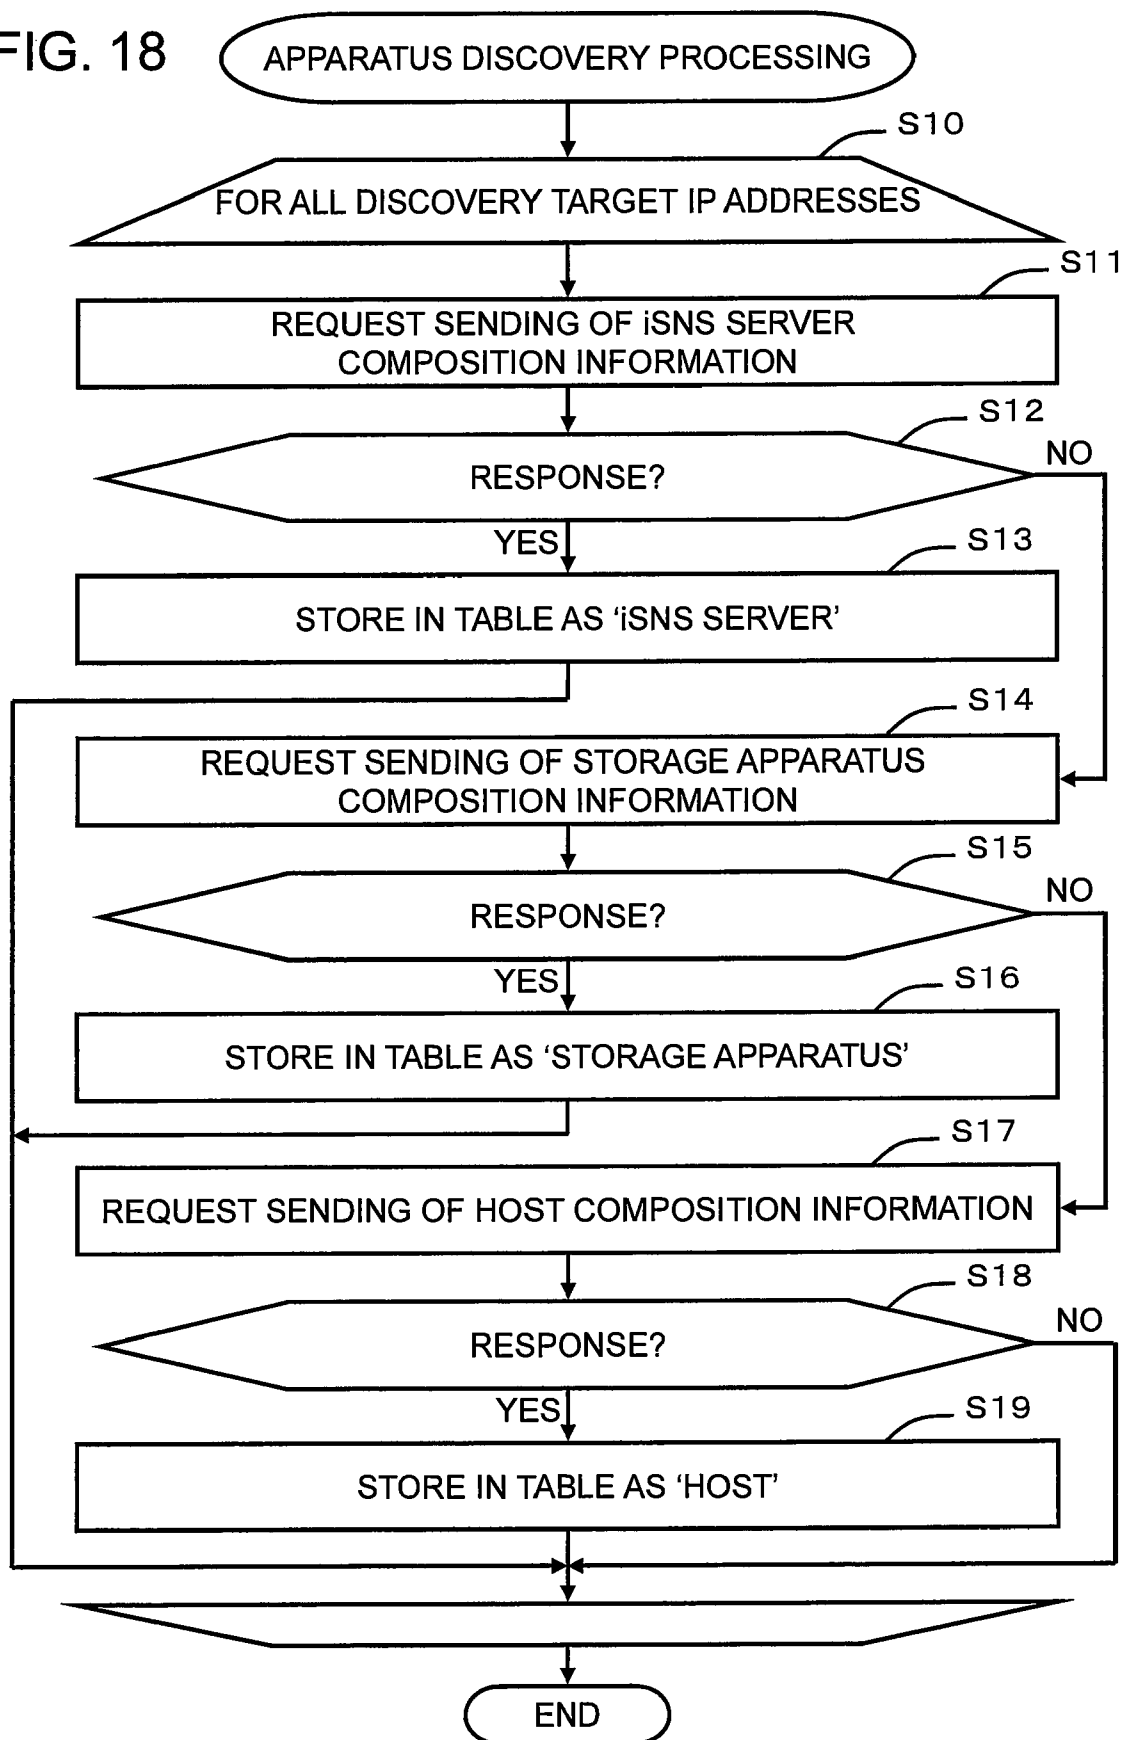 FIG. 18
APPARATUS DISCOVERY PROCESSING
S10
FOR ALL DISCOVERY TARGET IP ADDRESSES
S11
REQUEST SENDING OF iSNS SERVER
COMPOSITION INFORMATION
S12
RESPONSE?
NO
YES
S13
STORE IN TABLE AS ‘iSNS SERVER’
S14
REQUEST SENDING OF STORAGE APPARATUS
COMPOSITION INFORMATION
S15
RESPONSE?
NO
YES
S16
STORE IN TABLE AS ‘STORAGE APPARATUS’
S17
REQUEST SENDING OF HOST COMPOSITION INFORMATION
S18
RESPONSE?
NO
YES
S19
STORE IN TABLE AS ‘HOST’
END